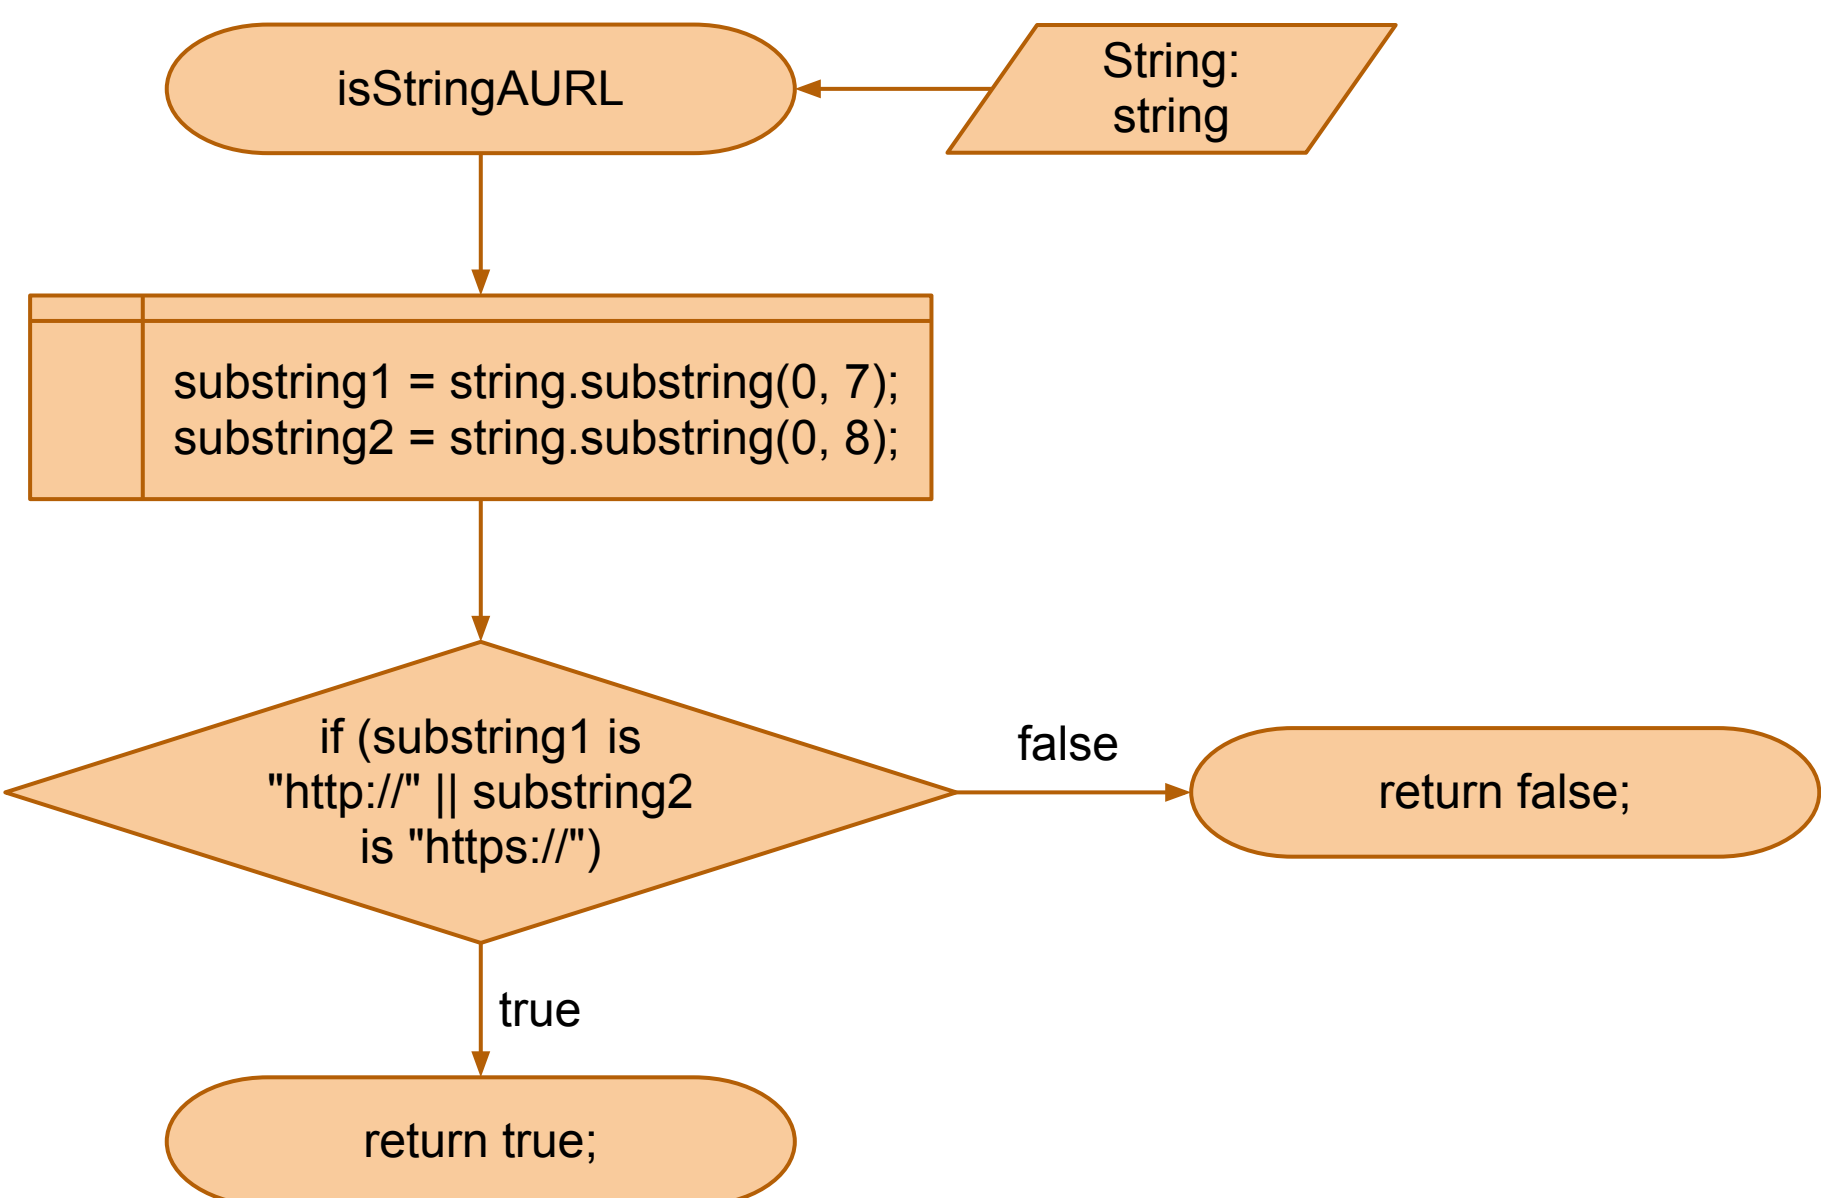 isStringAURL
String:
string
substring1 = string.substring(0, 7);
substring2 = string.substring(0, 8);
if (substring1 is
"http://" || substring2
is "https://")
false
return false;
true
return true;